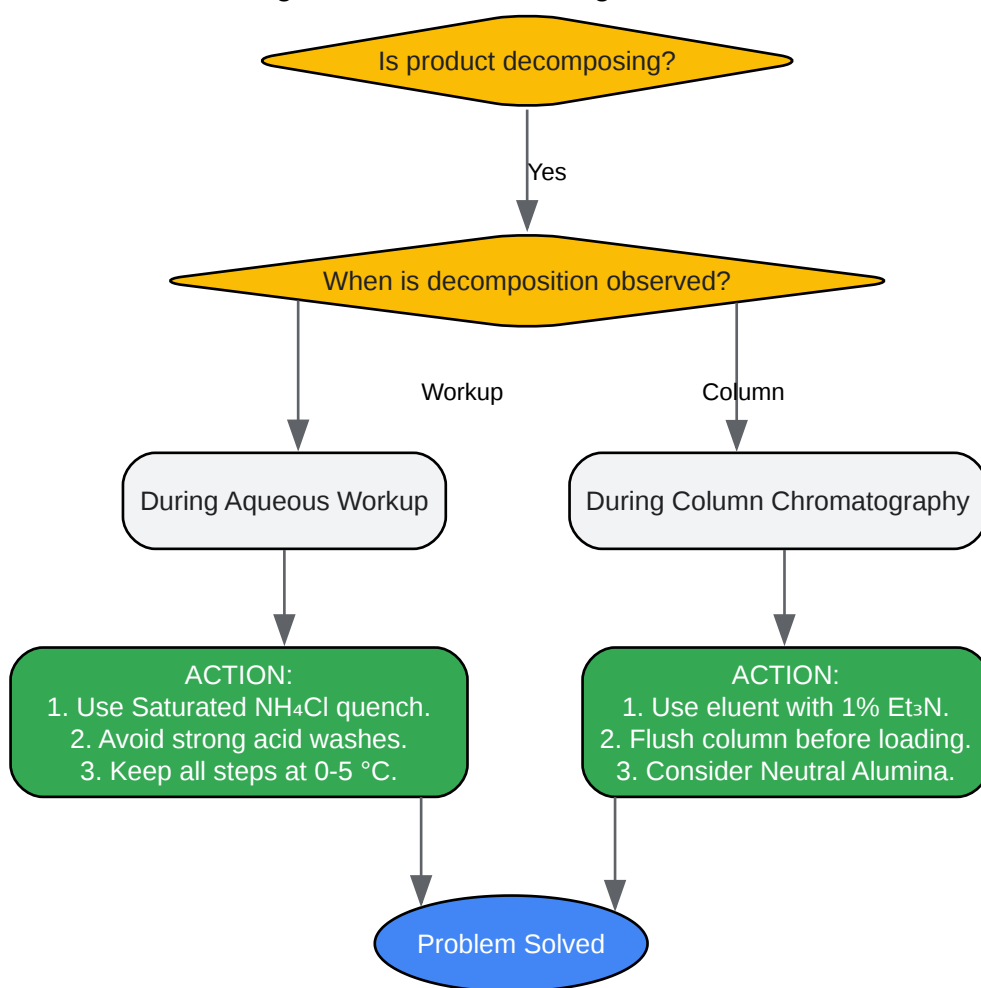 Is product decomposing?
Yes
When is decomposition observed?
Workup
Column
During Aqueous Workup
During Column Chromatography
ACTION:
1. Use Saturated NH₄Cl quench.
2. Avoid strong acid washes.
3. Keep all steps at 0-5 °C.
ACTION:
1. Use eluent with 1% Et₃N.
2. Flush column before loading.
3. Consider Neutral Alumina.
Problem Solved